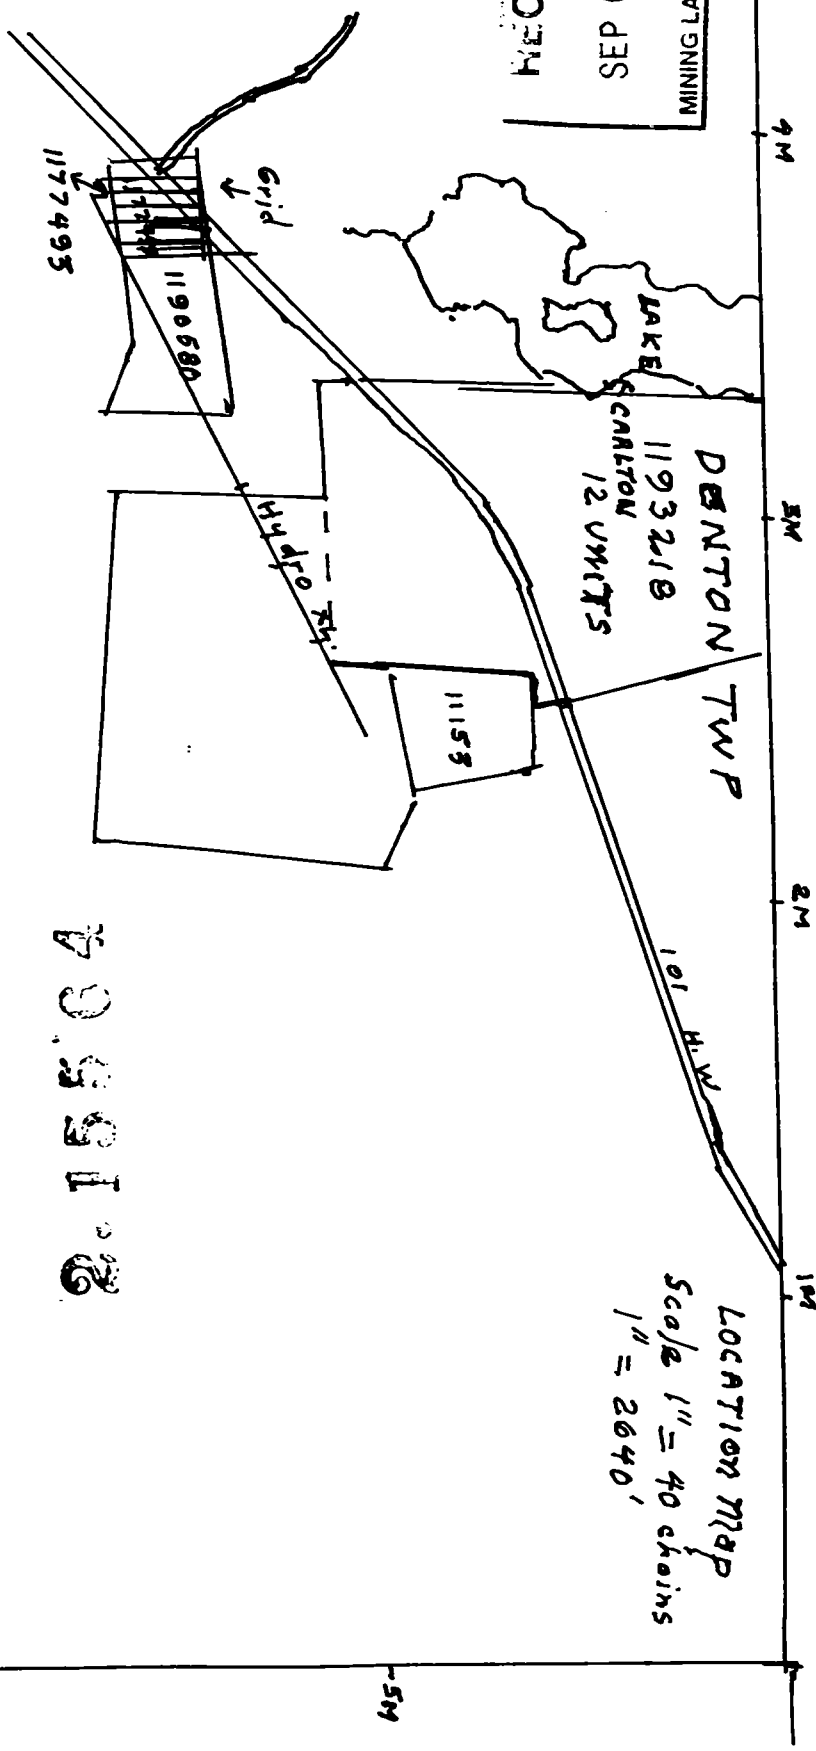 LOCATION Map
Scale 1" = 40 chains
1" = 2640'
DENTON TWP
1193218
12 UNITS
LAKE
CARLTON
101 H.W
11153
Hydro
Grid
1190680
1177493
4M
3M
2M
1M
5M
SEP
MINING LA
2.15564